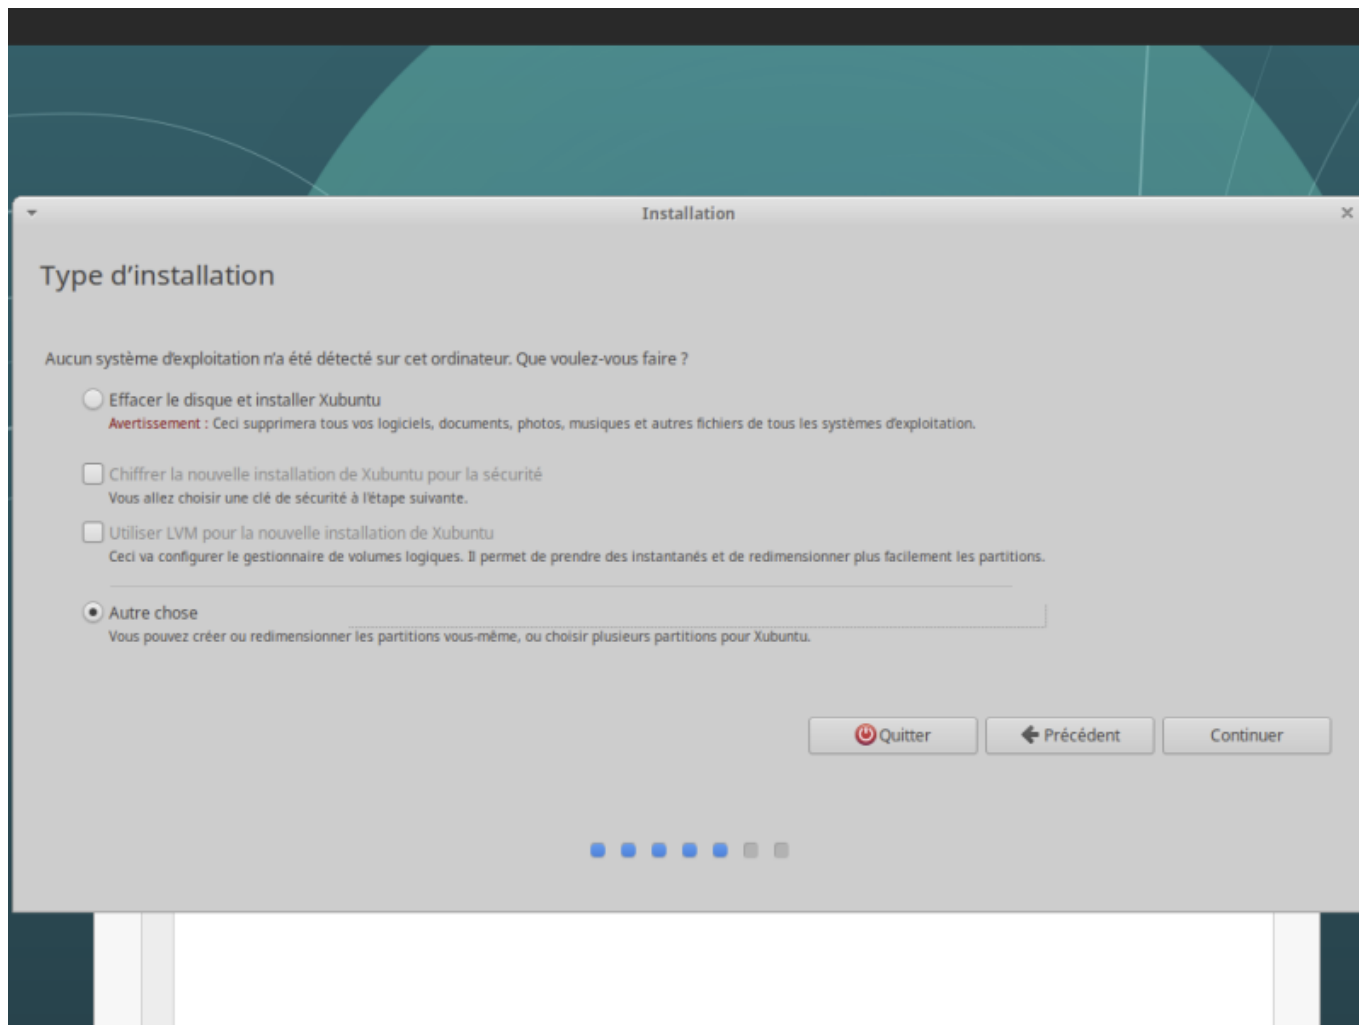 Installation
Type d’installation
Aucun système d'exploitation n'a été détecté sur cet ordinateur. Que voulez-vous faire ?
Effacer le disque et installer Xubuntu
Avertissement : Ceci supprimera tous vos logiciels, documents, photos, musiques et autres fichiers de tous les systèmes d'exploitation.
Chiffrer la nouvelle installation de Xubuntu pour la sécurité
Vous allez choisir une clé de sécurité à l'étape suivante.
Utiliser LVM pour la nouvelle installation de Xubuntu
Ceci va configurer le gestionnaire de volumes logiques. Il permet de prendre des instantanés et de redimensionner plus facilement les partitions.
Autre chose
Vous pouvez créer ou redimensionner les partitions vous-même, ou choisir plusieurs partitions pour Xubuntu.
Quitter Précédent Continuer